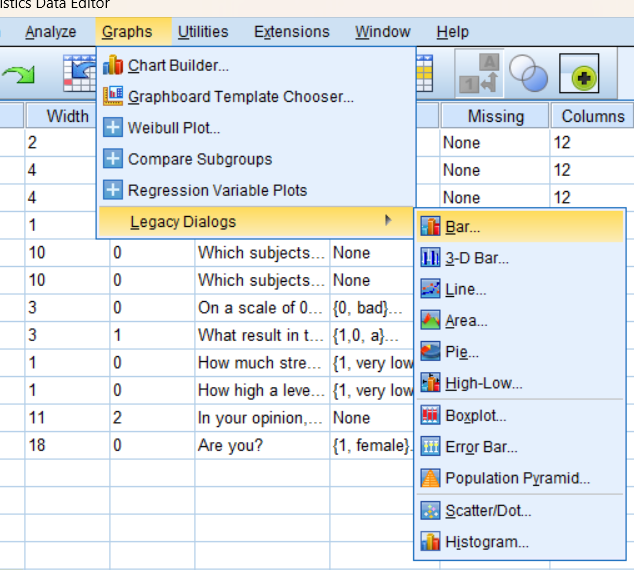 istics Data Editor
Analyze Graphs Utilities Extensions Window Help
Chart Builder...
Graphboard Template Chooser...
Weibull Plot...
Compare Subgroups
Regression Variable Plots
Legacy Dialogs
Bar...
3-D Bar...
Line...
Area...
Pie...
High-Low...
Boxplot...
Error Bar...
Population Pyramid...
Scatter/Dot...
Histogram...
Width Missing Columns
2 None 12
4 None 12
4 None 12
1
10 0 Which subjects... None
10 0 Which subjects... None
3 0 On a scale of 0... {0, bad}...
3 1 What result in t... {1,0, a}...
1 0 How much stre... {1, very low
1 0 How high a leve... {1, very low
11 2 In your opinion,... None
18 0 Are you? {1, female}.